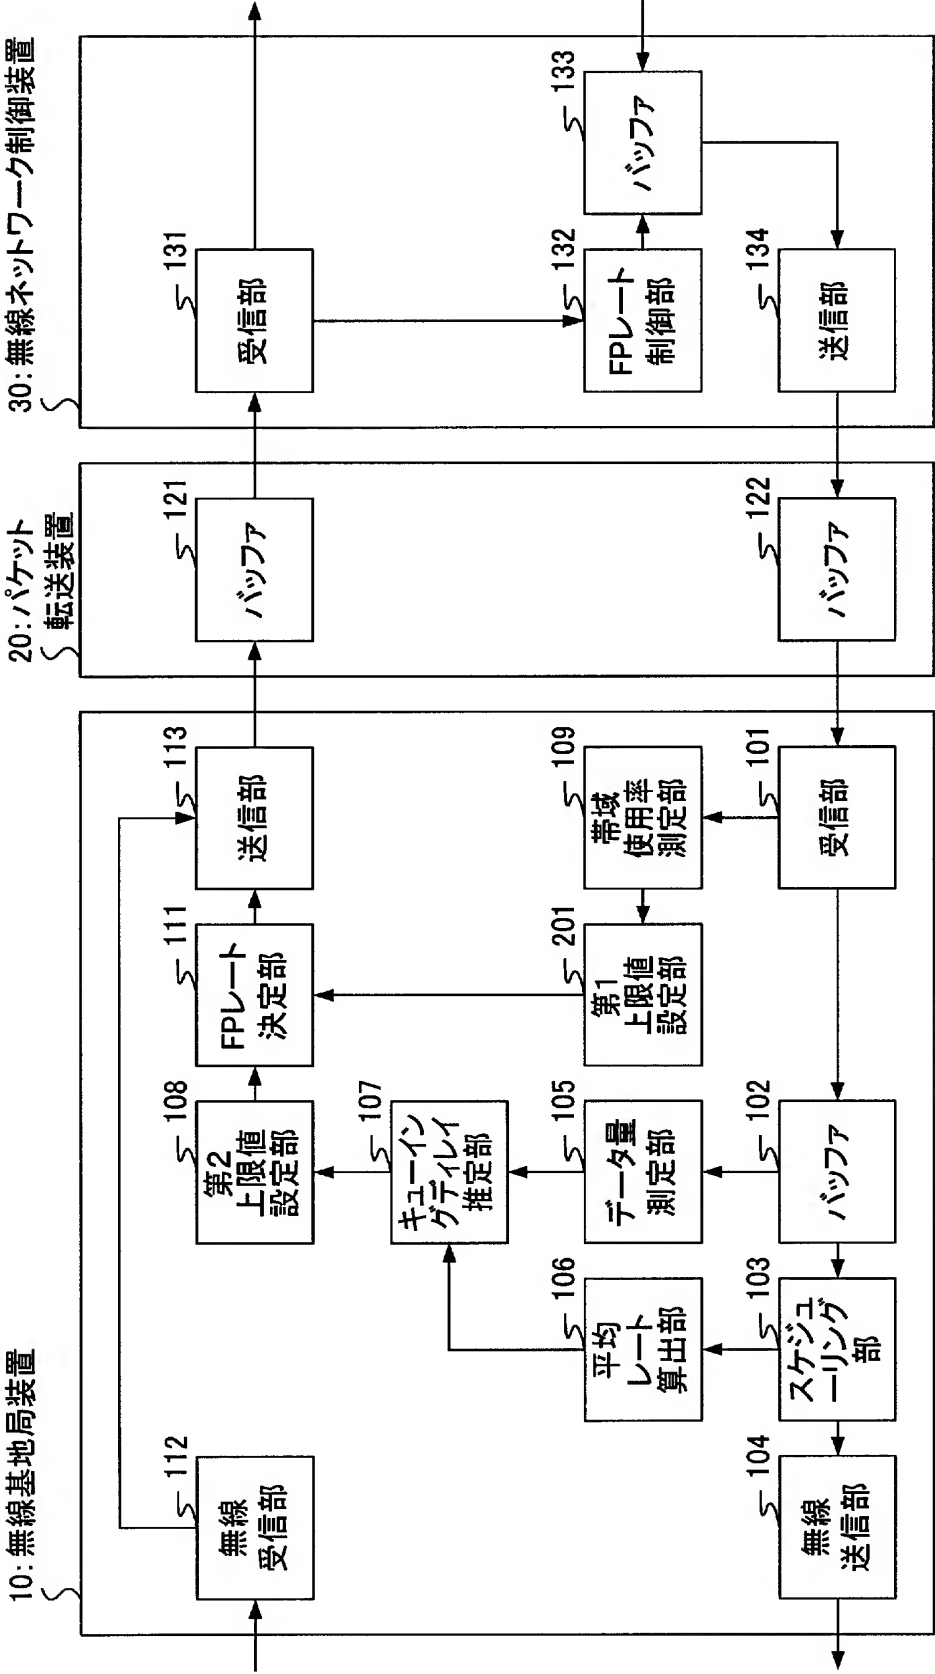 10:無線基地局装置
112
無線
受信部
108
第2
上限値
設定部
111
FPレート
決定部
113
送信部
107
キューイン
グディレイ
推定部
106
平均
レート
算出部
105
データ量
測定部
201
第1
上限値
設定部
109
帯域
使用率
測定部
104
無線
送信部
103
スケジュ
ーリング
部
102
バッファ
101
受信部
20:パケット
転送装置
121
バッファ
122
バッファ
30:無線ネットワーク制御装置
131
受信部
132
FPレート
制御部
133
バッファ
134
送信部